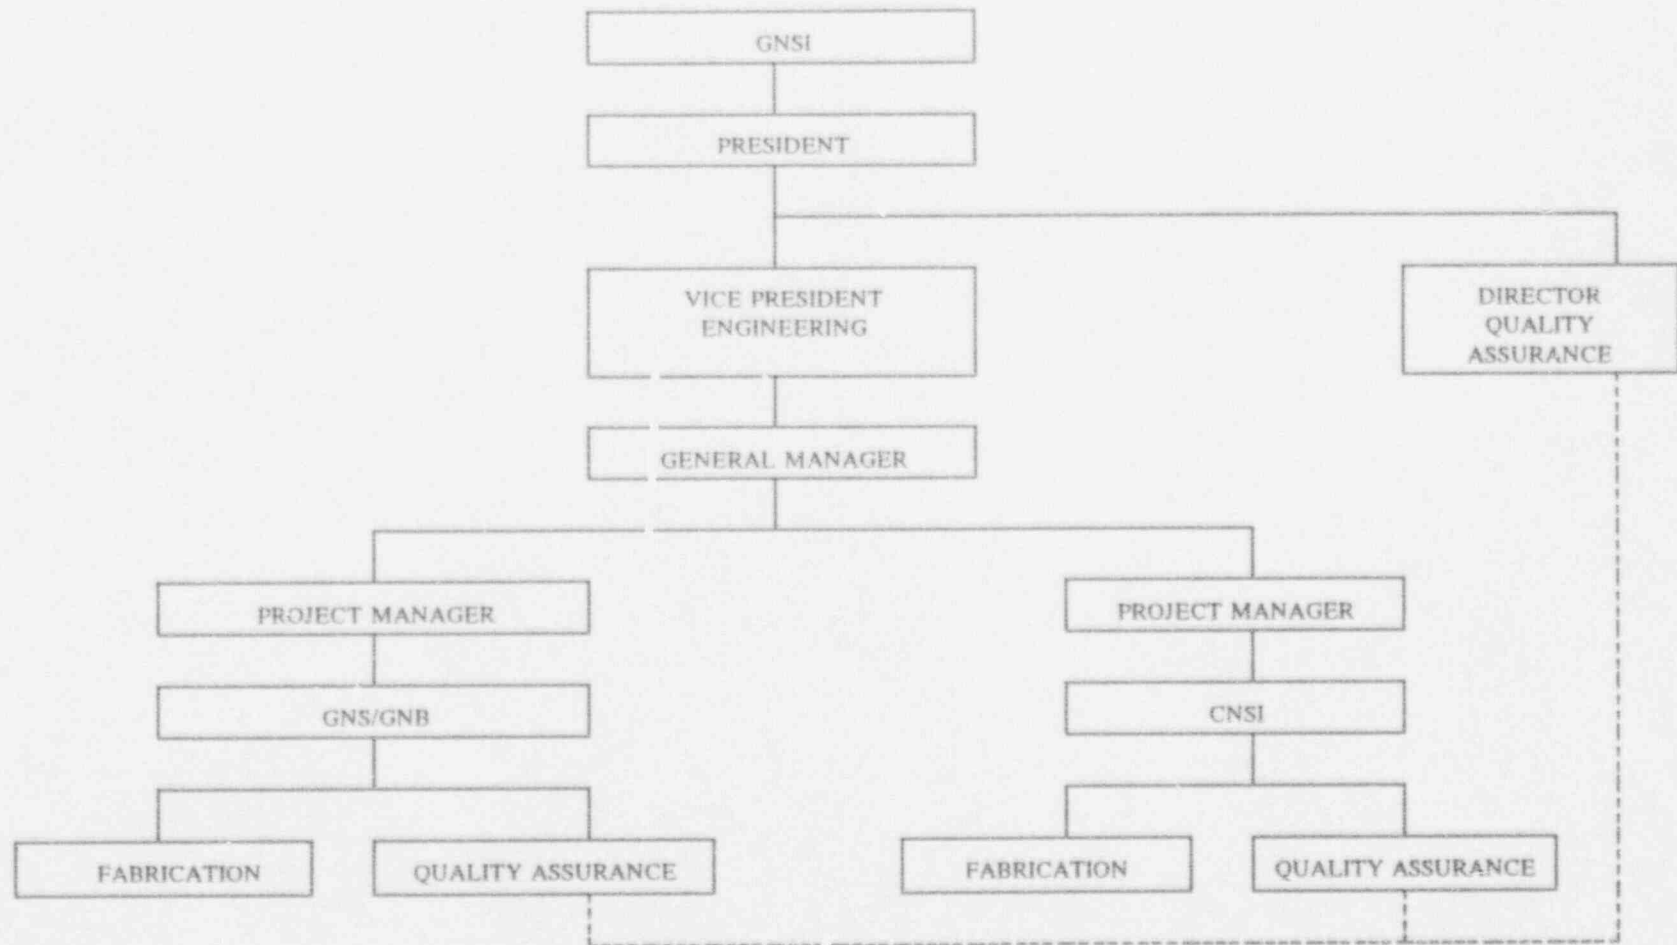 GNSI
PRESIDENT
VICE PRESIDENT
ENGINEERING
DIRECTOR
QUALITY
ASSURANCE
GENERAL MANAGER
PROJECT MANAGER
PROJECT MANAGER
GNS/GNB
CNSI
FABRICATION
QUALITY ASSURANCE
FABRICATION
QUALITY ASSURANCE